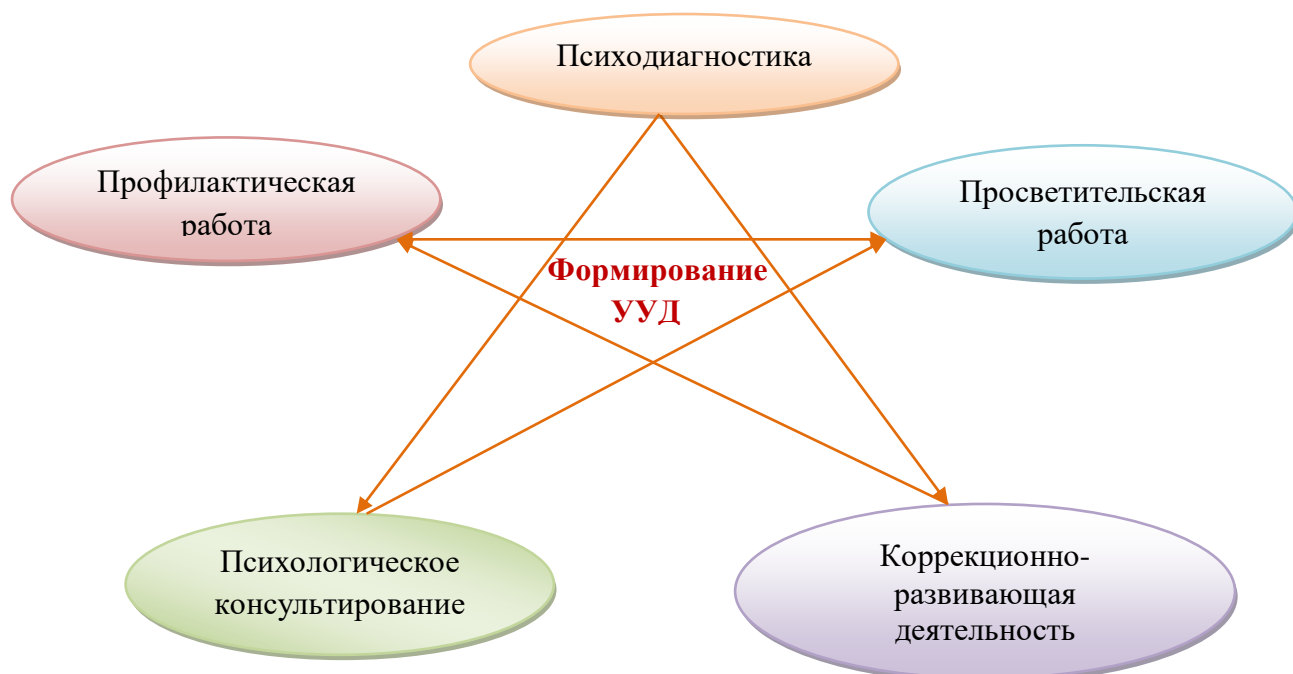 Психодиагностика
Профилактическая
работа
Просветительская
работа
Формирование
УУД
Психологическое
консультирование
Коррекционно-
развивающая
деятельность